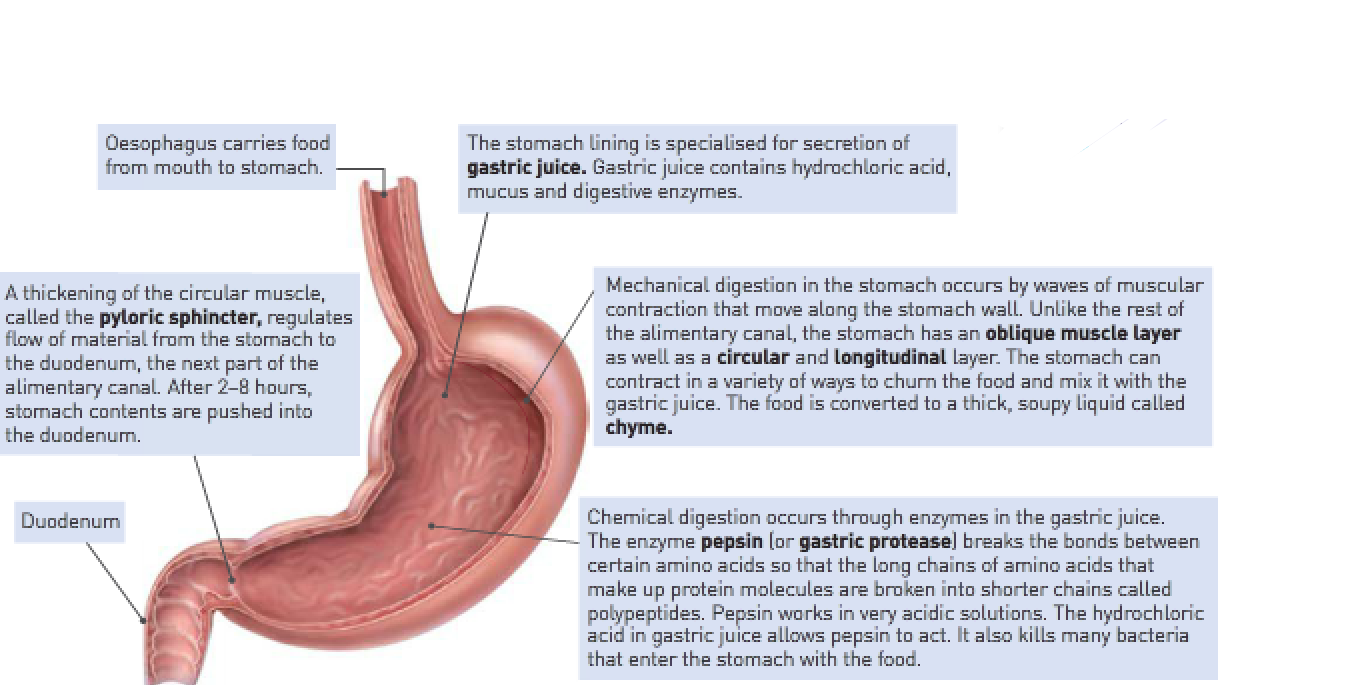 Oesophagus carries food
from mouth to stomach.
The stomach lining is specialised for secretion of
gastric juice. Gastric juice contains hydrochloric acid,
mucus and digestive enzymes.
A thickening of the circular muscle,
called the pyloric sphincter, regulates
flow of material from the stomach to
the duodenum, the next part of the
alimentary canal. After 2–8 hours,
stomach contents are pushed into
the duodenum.
Mechanical digestion in the stomach occurs by waves of muscular
contraction that move along the stomach wall. Unlike the rest of
the alimentary canal, the stomach has an oblique muscle layer
as well as a circular and longitudinal layer. The stomach can
contract in a variety of ways to churn the food and mix it with the
gastric juice. The food is converted to a thick, soupy liquid called
chyme.
Duodenum
Chemical digestion occurs through enzymes in the gastric juice.
The enzyme pepsin (or gastric protease) breaks the bonds between
certain amino acids so that the long chains of amino acids that
make up protein molecules are broken into shorter chains called
polypeptides. Pepsin works in very acidic solutions. The hydrochloric
acid in gastric juice allows pepsin to act. It also kills many bacteria
that enter the stomach with the food.